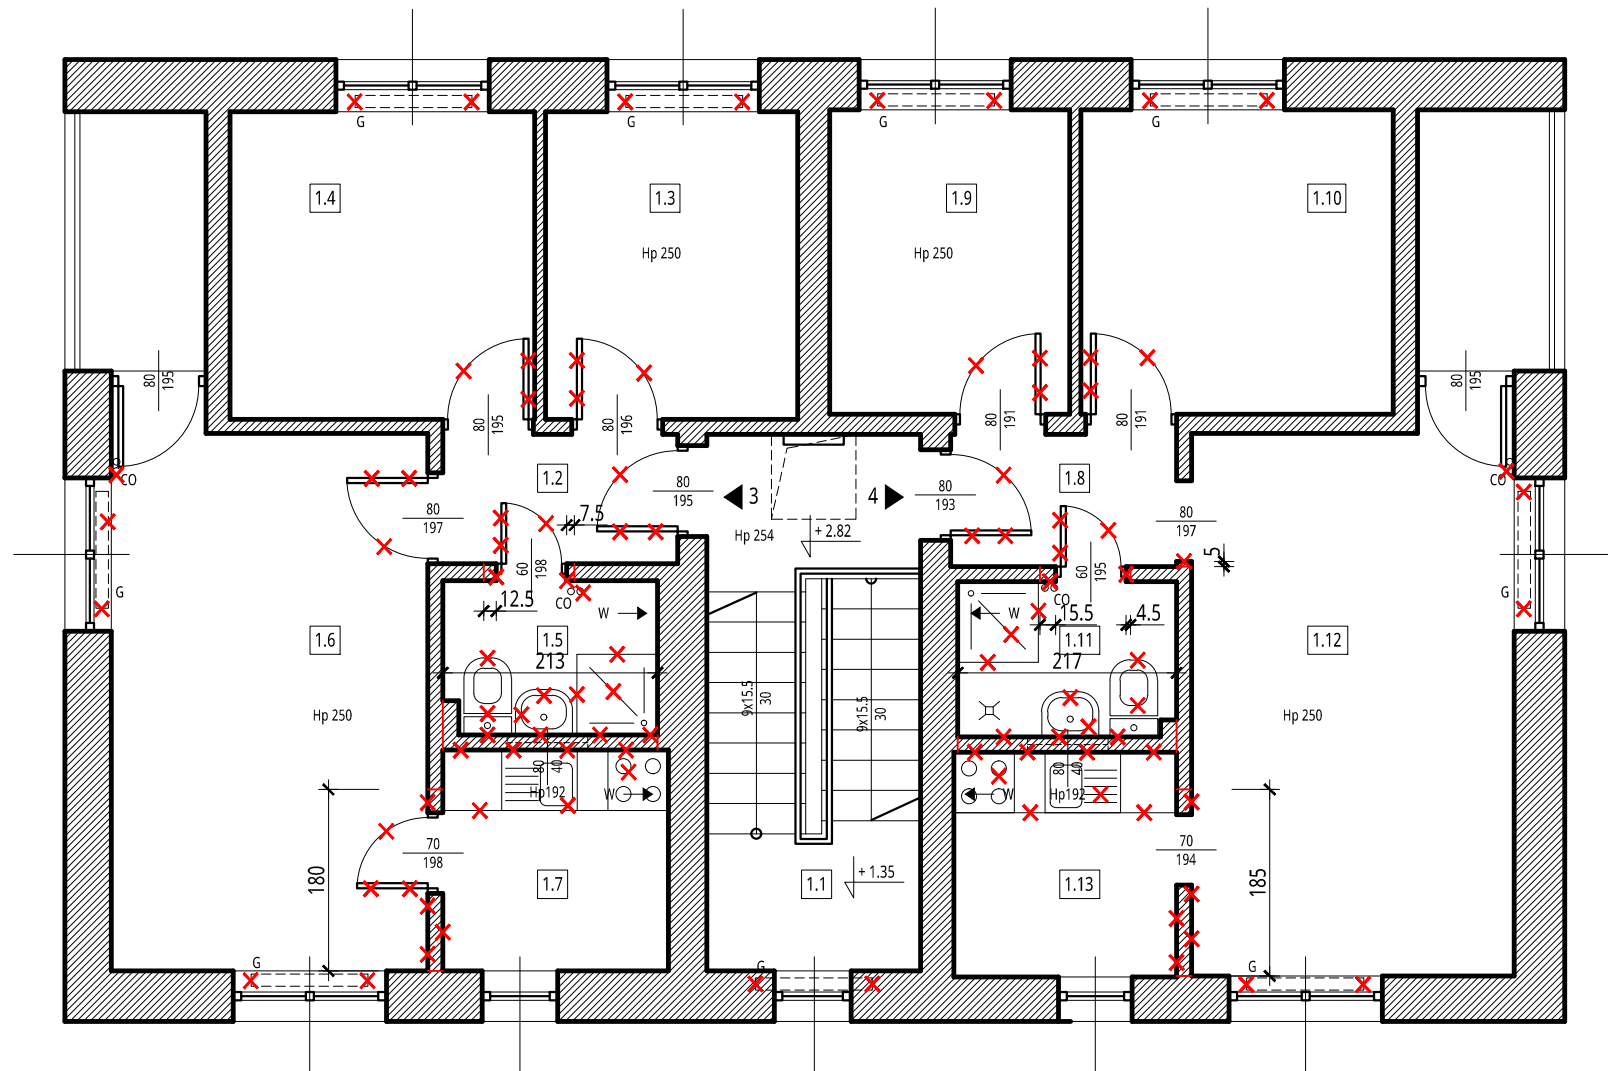 G
G
G
G
1.4
1.3
1.9
1.10
Hp 250
Hp 250
80
195
80
195
80
195
80
196
80
191
80
191
CO
1.2
1.8
CO
80
195
3
4
80
193
80
197
7.5
Hp 254
+ 2.82
80
197
5
60
198
60
195
G
12.5
CO
W
CO
W
15.5
4.5
G
1.6
1.5
1.11
1.12
213
217
Hp 250
9x15.5
30
9x15.5
30
Hp 250
80
40
80
40
Hp192
W
W
Hp192
70
198
70
194
180
1.7
1.1
+ 1.35
1.13
185
G
G
G